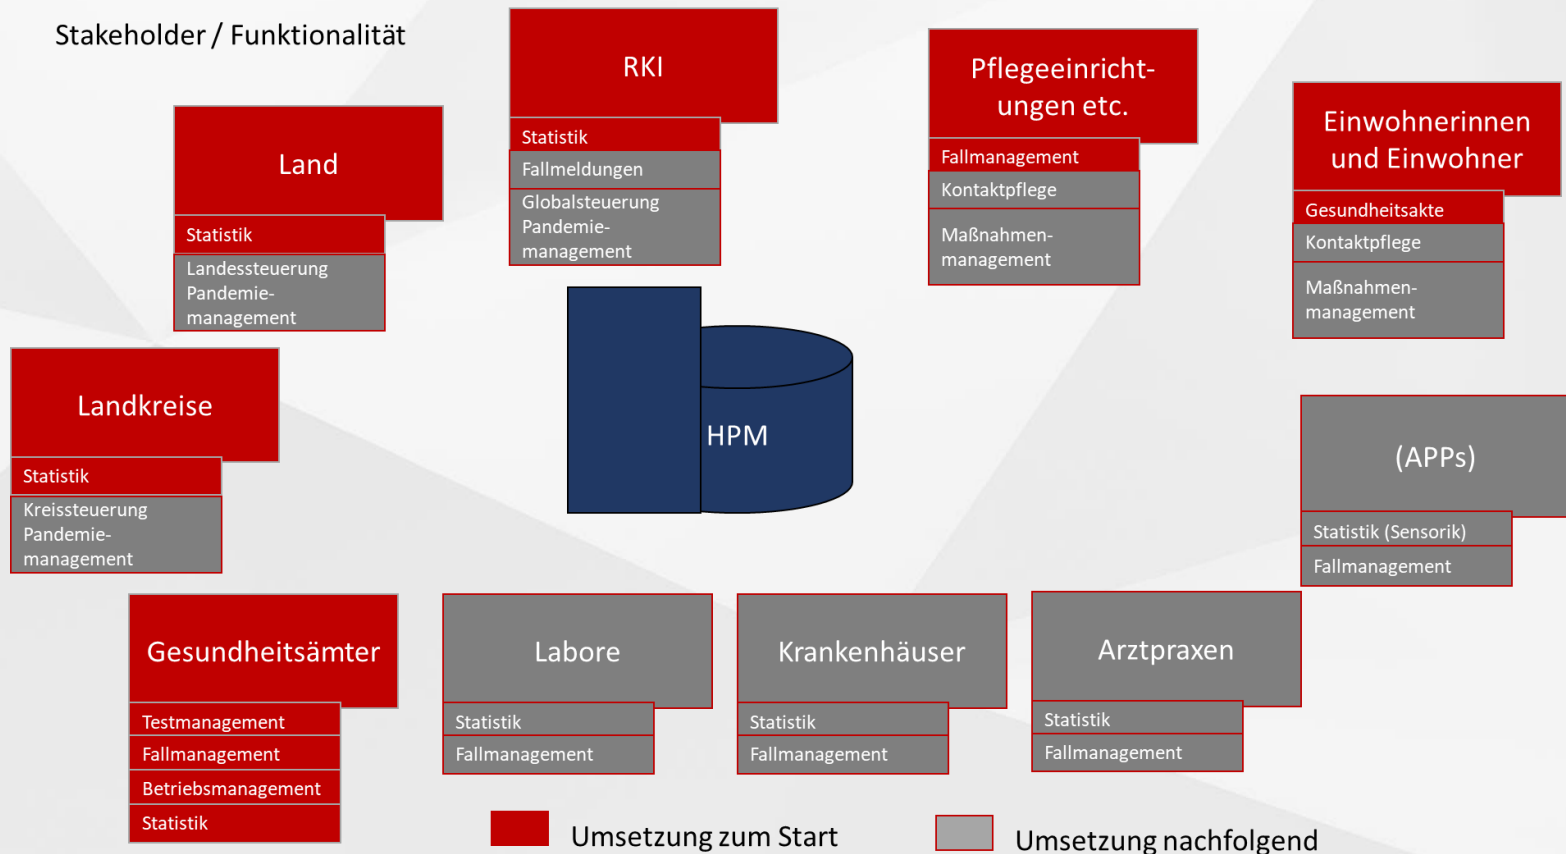 Stakeholder / Funktionalität
RKI
Statistik
Fallmeldungen
Globalsteuerung
Pandemie-
management
Pflegeeinricht-
ungen etc.
Fallmanagement
Kontaktpflege
Maßnahmen-
management
Einwohnerinnen
und Einwohner
Gesundheitsakte
Kontaktpflege
Maßnahmen-
management
Land
Statistik
Landessteuerung
Pandemie-
management
Landkreise
Statistik
Kreissteuerung
Pandemie-
management
HPM
(APPs)
Statistik (Sensorik)
Fallmanagement
Gesundheitsämter
Testmanagement
Fallmanagement
Betriebsmanagement
Statistik
Labore
Statistik
Fallmanagement
Krankenhäuser
Statistik
Fallmanagement
Arztpraxen
Statistik
Fallmanagement
Umsetzung zum Start
Umsetzung nachfolgend